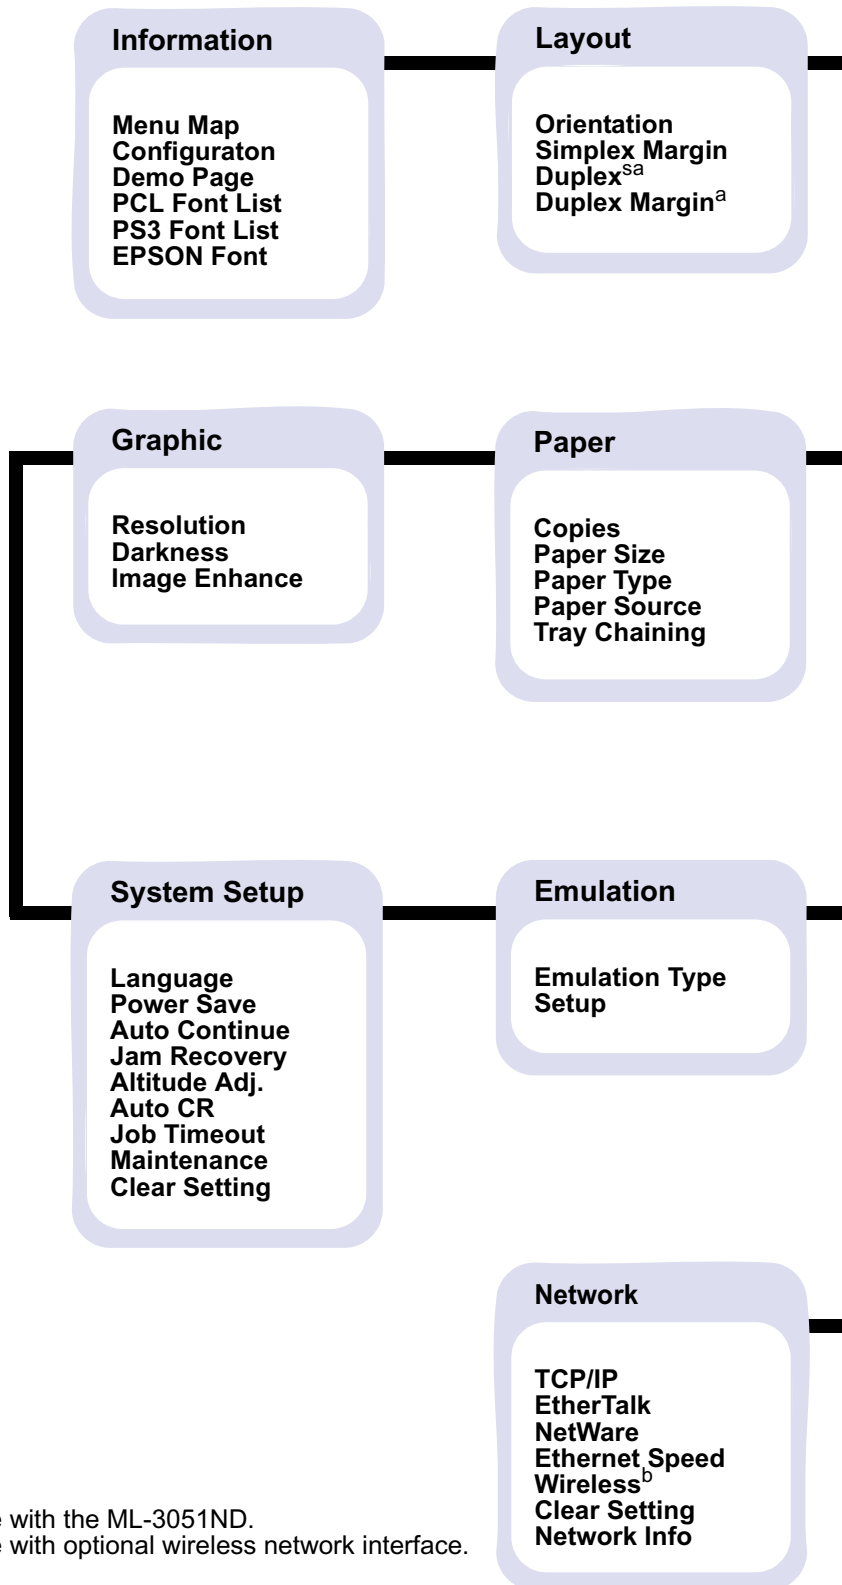 Information
Menu Map
Configuraton
Demo Page
PCL Font List
PS3 Font List
EPSON Font
Layout
Orientation
Simplex Margin
Duplexsa
Duplex Margina
Graphic
Resolution
Darkness
Image Enhance
Paper
Copies
Paper Size
Paper Type
Paper Source
Tray Chaining
System Setup
Language
Power Save
Auto Continue
Jam Recovery
Altitude Adj.
Auto CR
Job Timeout
Maintenance
Clear Setting
Emulation
Emulation Type
Setup
Network
TCP/IP
EtherTalk
NetWare
Ethernet Speed
Wirelessb
Clear Setting
Network Info
with the ML-3051ND.
with optional wireless network interface.